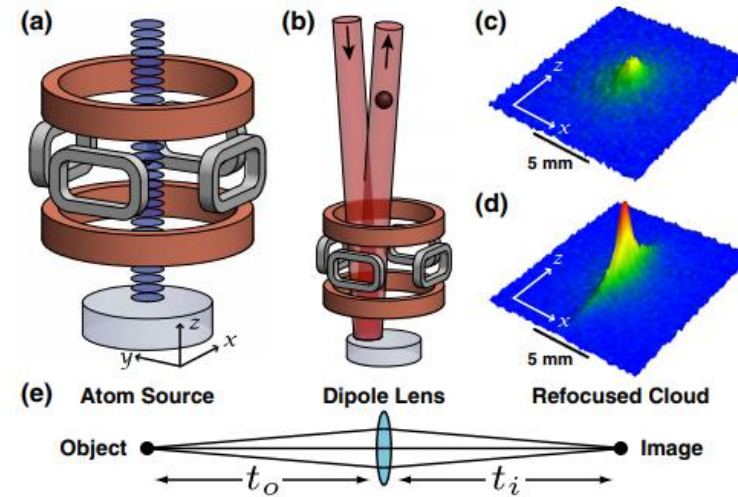 (a)
z
x
y
(b)
(c)
z
x
5 mm
(d)
z
x
5 mm
(e)
Atom Source
Dipole Lens
Refocused Cloud
Object
Image
t_o
t_i